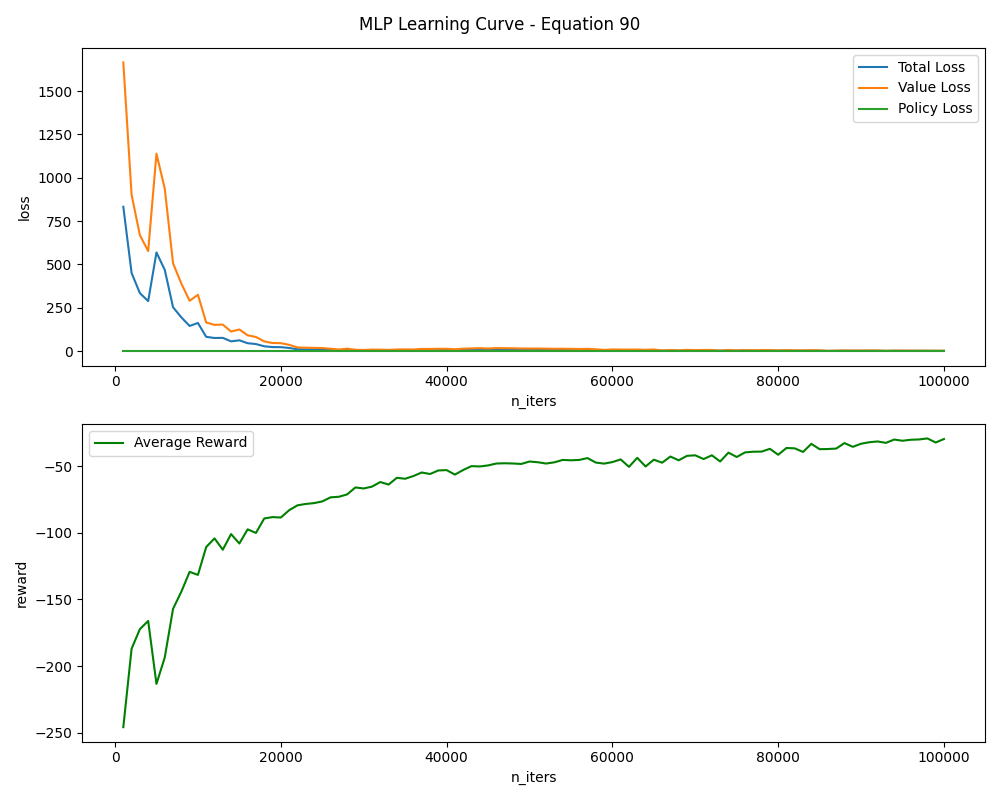 MLP Learning Curve - Equation 90
1500
1250
1000
750
500
250
0
loss
Total Loss
Value Loss
Policy Loss
0
20000
40000
60000
80000
100000
n_iters
−50
−100
−150
−200
−250
reward
Average Reward
0
20000
40000
60000
80000
100000
n_iters